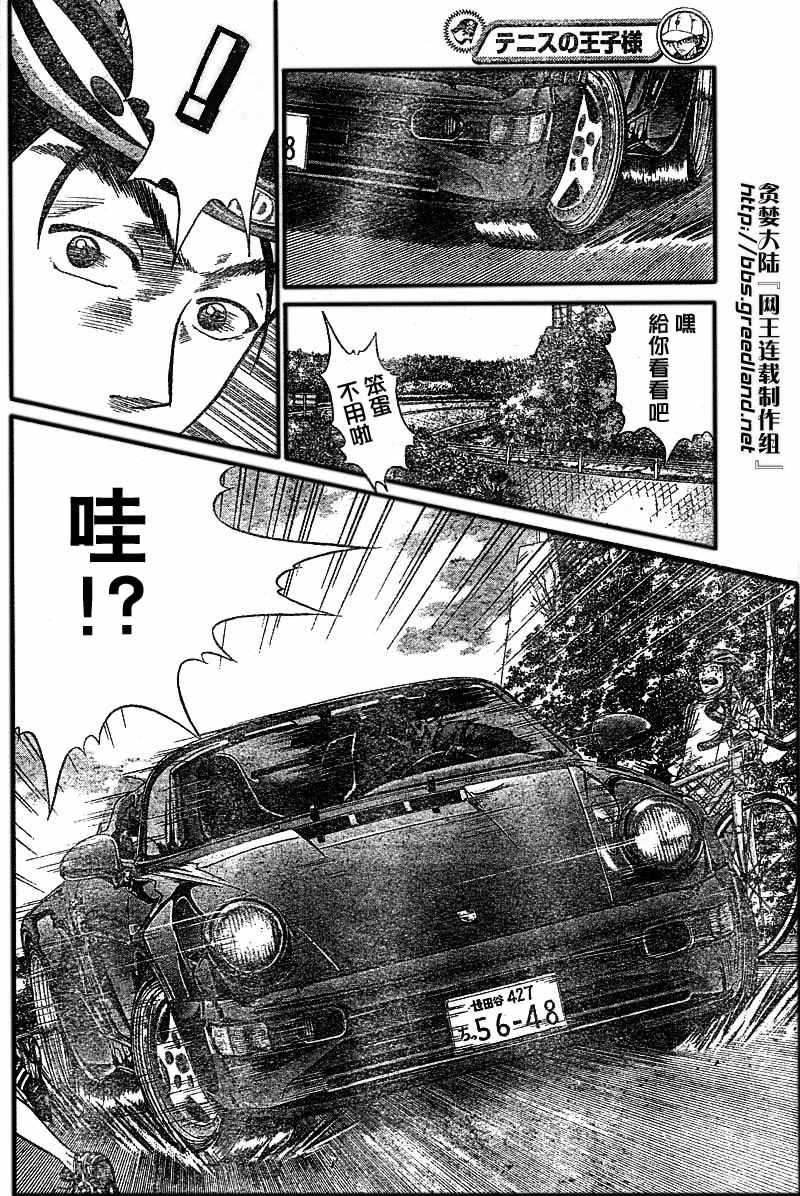 テニスの王子様
8
!
嘿
給你看看吧
笨蛋
不用啦
哇
!?
世田谷 427
万 56-48
D
贪婪大陆『网王连载制作组』
http://bbs.greedland.net